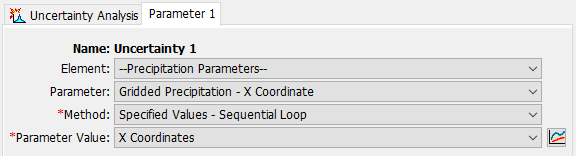 Uncertainty Analysis Parameter 1
Name: Uncertainty 1
Element: --Precipitation Parameters--
Parameter: Gridded Precipitation - X Coordinate
*Method: Specified Values - Sequential Loop
*Parameter Value: X Coordinates